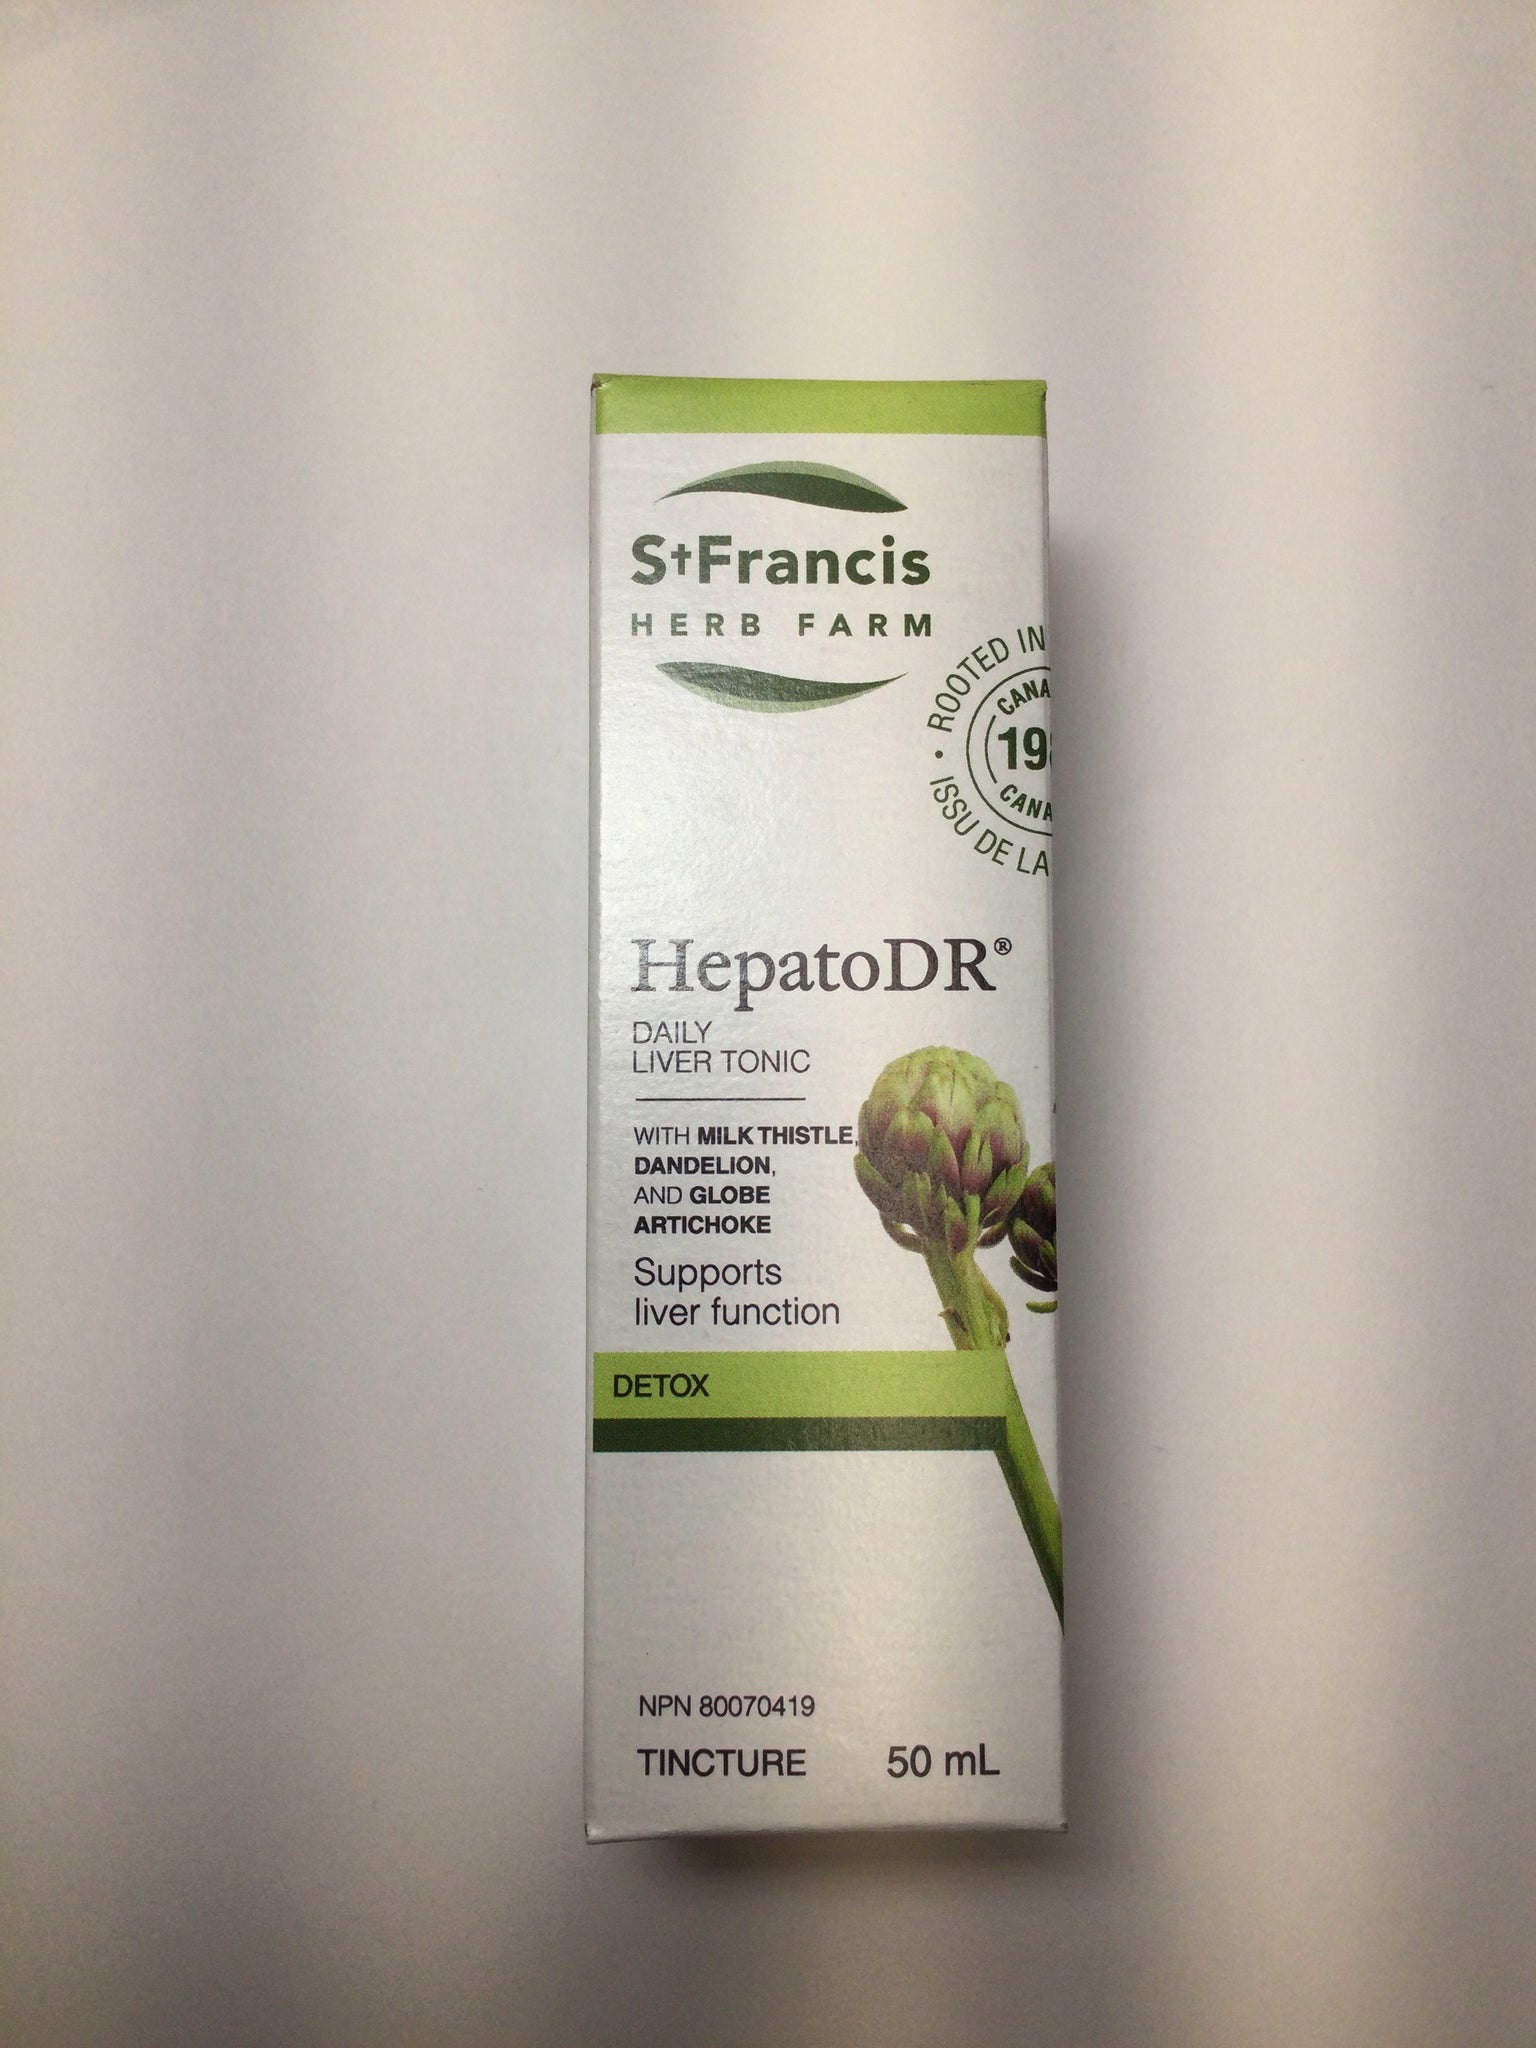 S†Francis
HERB FARM
ROOTED IN
CANA
19
CANA
ISSU DE LA
HepatoDR®
DAILY
LIVER TONIC
WITH MILK THISTLE,
DANDELION,
AND GLOBE
ARTICHOKE
Supports
liver function
DETOX
NPN 80070419
TINCTURE 50 mL